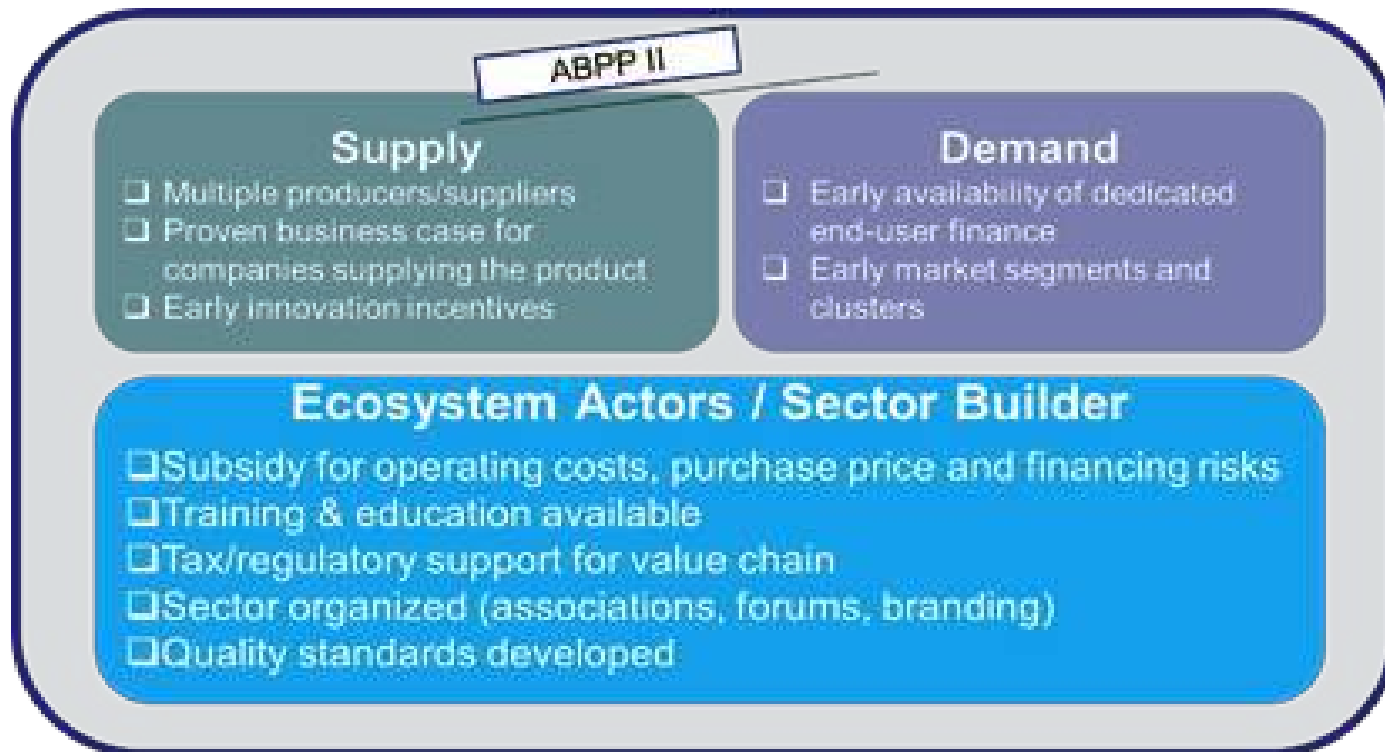 ABPP II
Supply
❑ Multiple producers/suppliers
❑ Proven business case for
companies supplying the product
❑ Early innovation incentives
Demand
❑ Early availability of dedicated
end-user finance
❑ Early market segments and
clusters
Ecosystem Actors / Sector Builder
❑Subsidy for operating costs, purchase price and financing risks
❑Training & education available
❑Tax/regulatory support for value chain
❑Sector organized (associations, forums, branding)
❑Quality standards developed